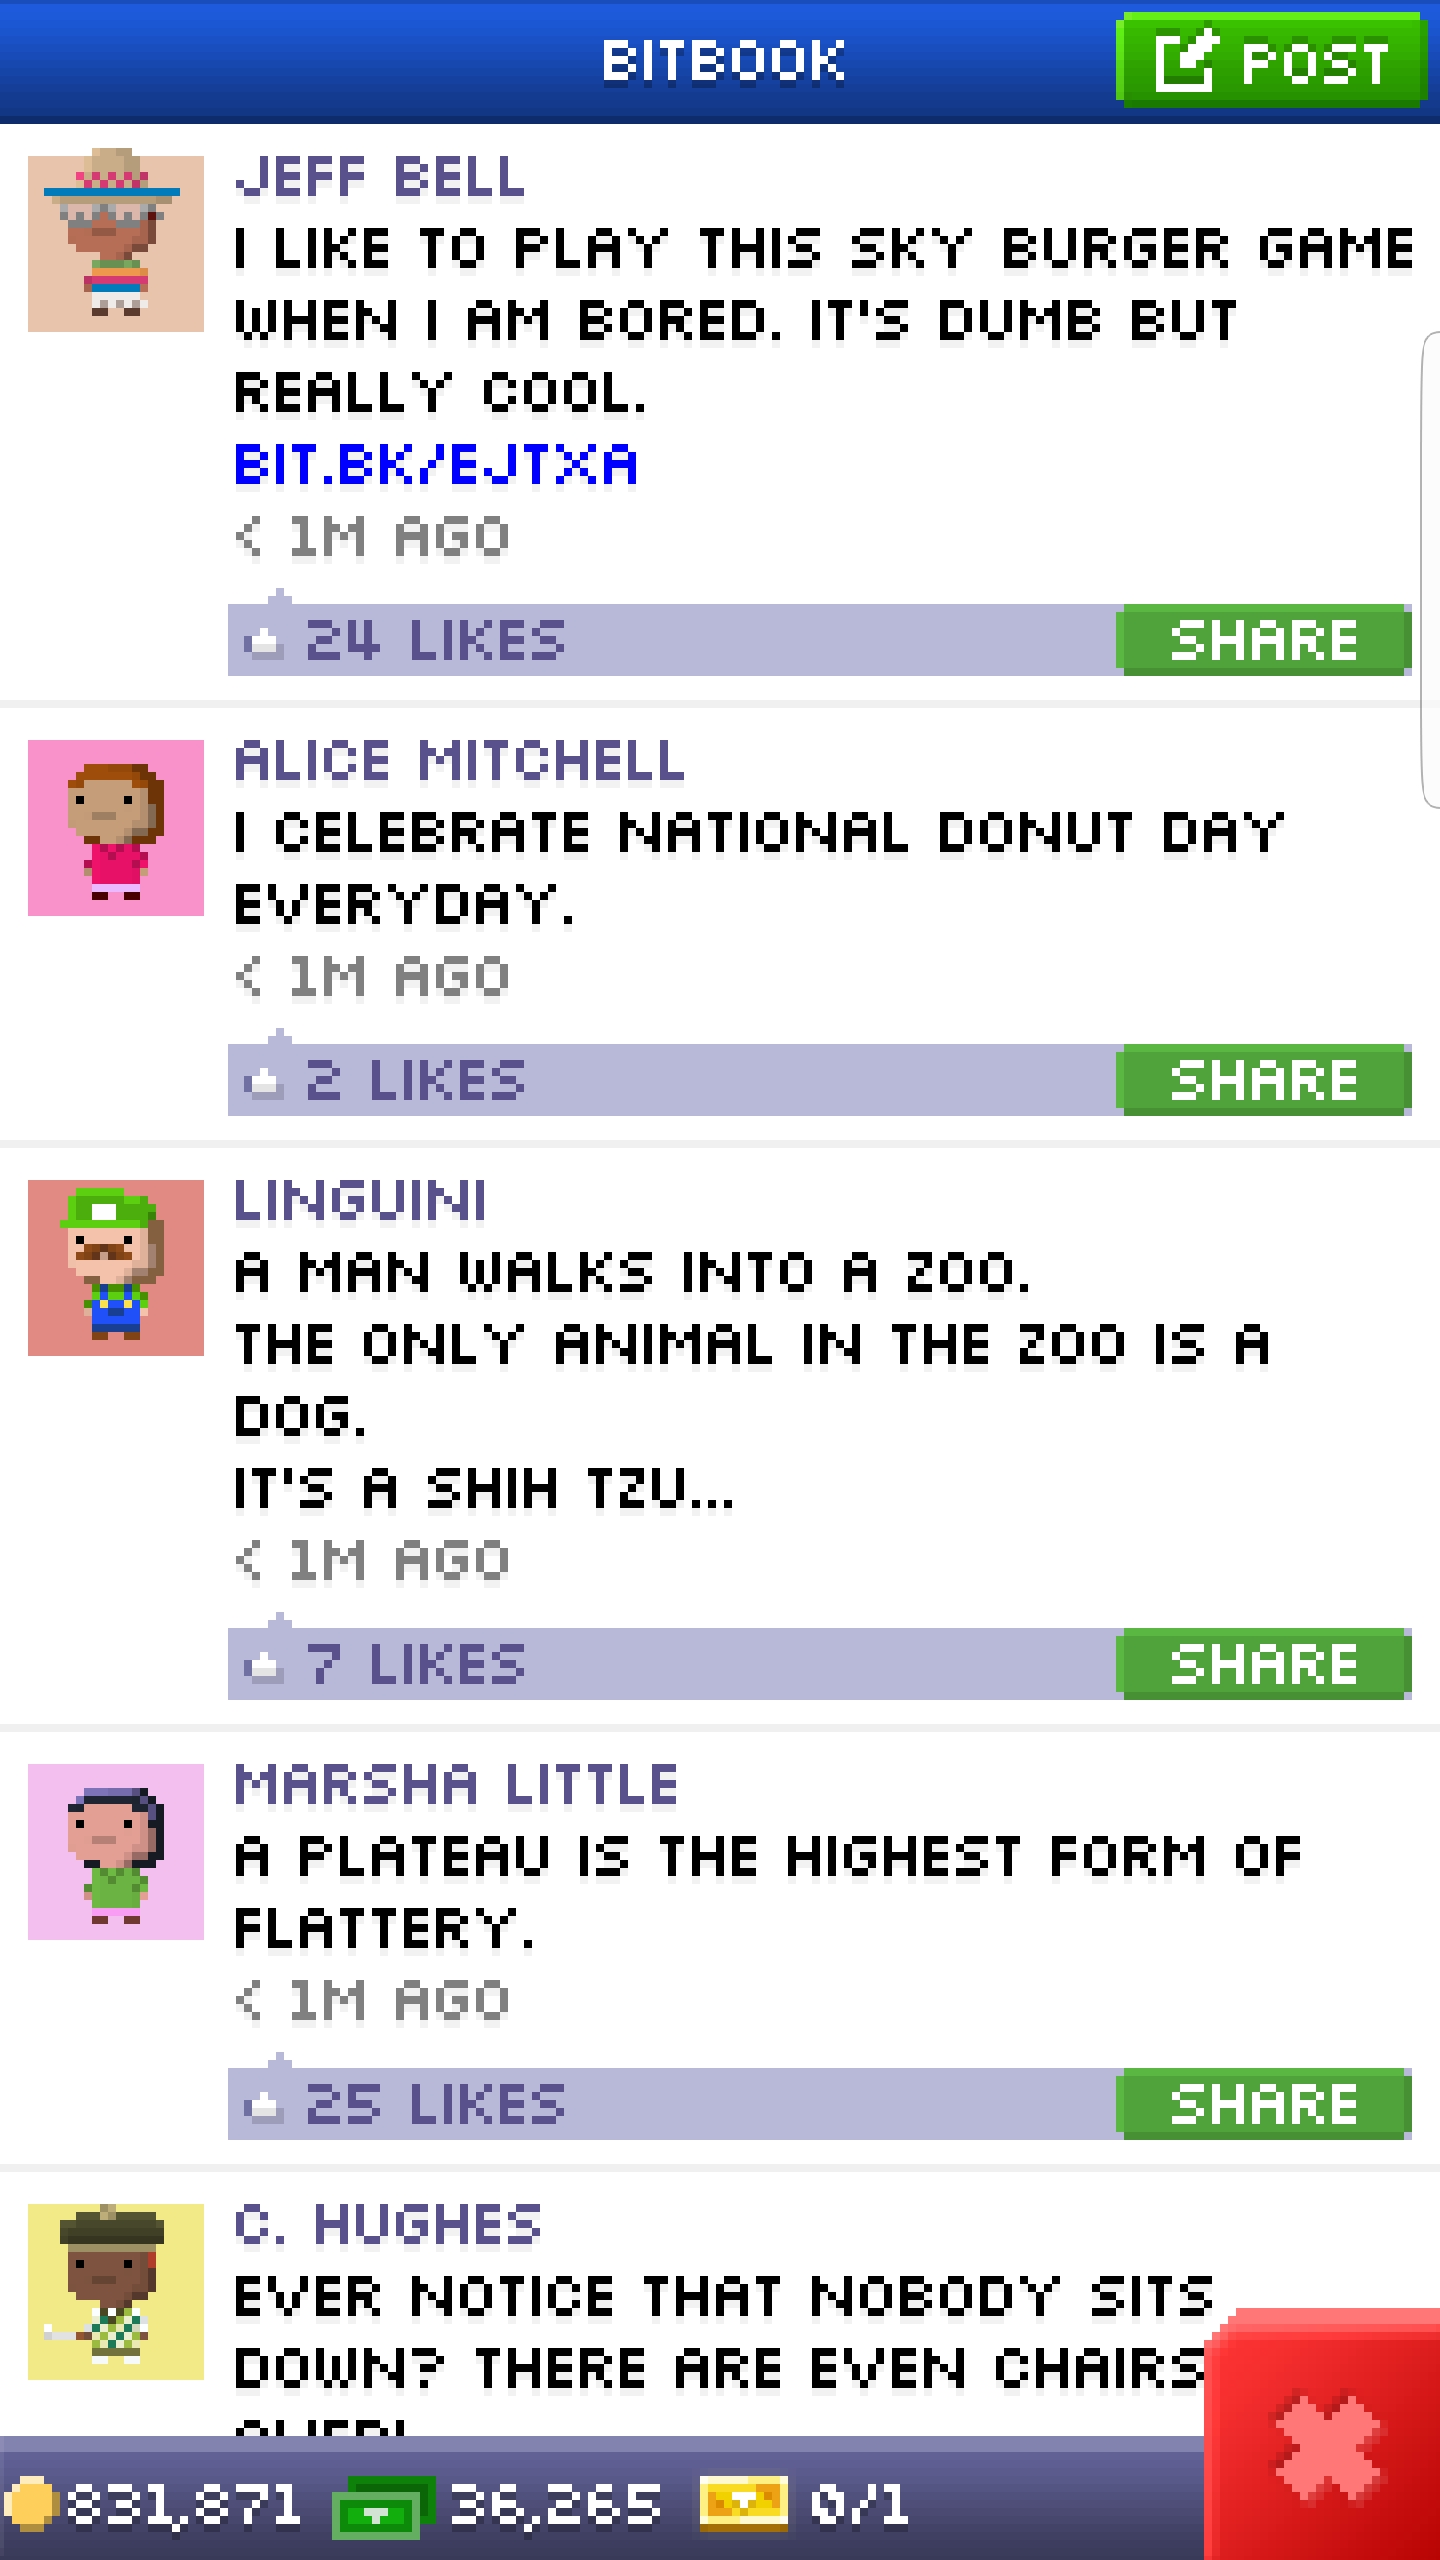 BITBOOK
POST
JEFF BELL
I LIKE TO PLAY THIS SKY BURGER GAME
WHEN I AM BORED. IT'S DUMB BUT
REALLY COOL.
BIT.BK/EJTXA
< 1M AGO
24 LIKES
SHARE
ALICE MITCHELL
I CELEBRATE NATIONAL DONUT DAY
EVERYDAY.
< 1M AGO
2 LIKES
SHARE
LINGUINI
A MAN WALKS INTO A ZOO.
THE ONLY ANIMAL IN THE ZOO IS A
DOG.
IT'S A SHIH TZU...
< 1M AGO
7 LIKES
SHARE
MARSHA LITTLE
A PLATEAU IS THE HIGHEST FORM OF
FLATTERY.
< 1M AGO
25 LIKES
SHARE
C. HUGHES
EVER NOTICE THAT NOBODY SITS
DOWN? THERE ARE EVEN CHAIRS
831,871
36,265
0/1